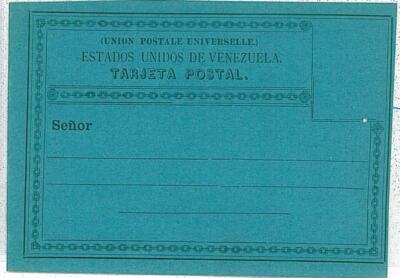 (UNION POSTALE UNIVERSELLE.)
ESTADOS UNIDOS DE VENEZUELA.
TARJETA POSTAL.
Señor